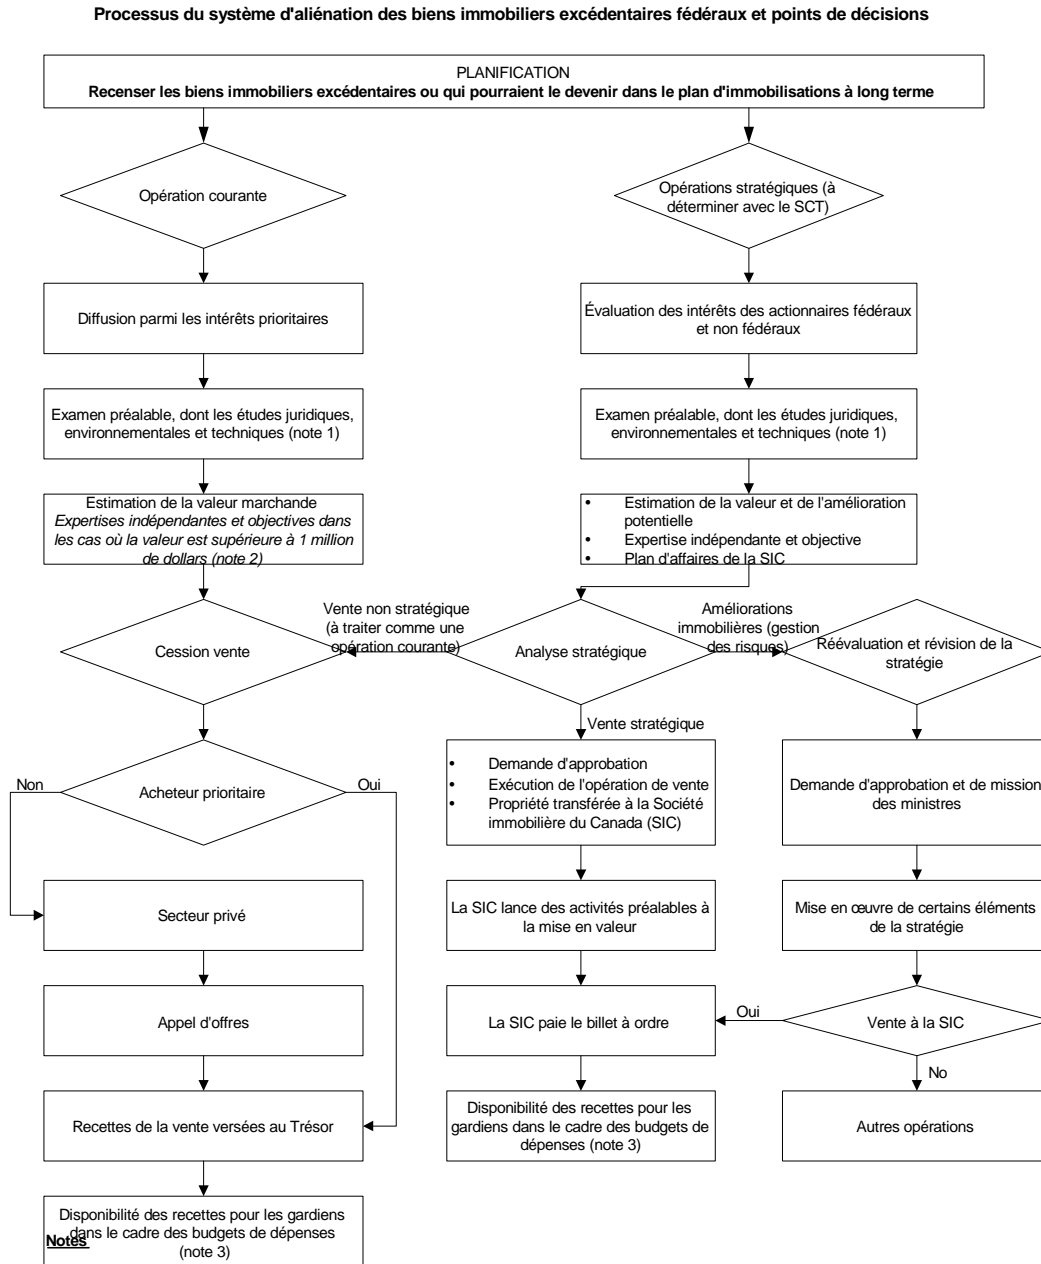 Processus du système d'aliénation des biens immobiliers excédentaires fédéraux et points de décisions
PLANIFICATION
Recenser les biens immobiliers excédentaires ou qui pourraient le devenir dans le plan d'immobilisations à long terme
Opération courante
Opérations stratégiques (à
déterminer avec le SCT)
Diffusion parmi les intérêts prioritaires
Évaluation des intérêts des actionnaires fédéraux
et non fédéraux
Examen préalable, dont les études juridiques,
environnementales et techniques (note 1)
Examen préalable, dont les études juridiques,
environnementales et techniques (note 1)
Estimation de la valeur marchande
Expertises indépendantes et objectives dans
les cas où la valeur est supérieure à 1 million
de dollars (note 2)
• Estimation de la valeur et de l'amélioration
potentielle
• Expertise indépendante et objective
• Plan d'affaires de la SIC
Cession vente
Vente non stratégique
(à traiter comme une
opération courante)
Analyse stratégique
Améliorations
immobilières (gestion
des risques)
Réévaluation et révision de la
stratégie
Vente stratégique
Non
Acheteur prioritaire
Oui
• Demande d'approbation
• Exécution de l'opération de vente
• Propriété transférée à la Société
immobilière du Canada (SIC)
Demande d'approbation et de mission
des ministres
Secteur privé
La SIC lance des activités préalables à
la mise en valeur
Mise en œuvre de certains éléments
de la stratégie
Appel d'offres
La SIC paie le billet à ordre
Oui
Vente à la SIC
No
Recettes de la vente versées au Trésor
Disponibilité des recettes pour les
gardiens dans le cadre des budgets de
dépenses (note 3)
Autres opérations
Disponibilité des recettes pour les gardiens
dans le cadre des budgets de dépenses
(note 3)
Notes